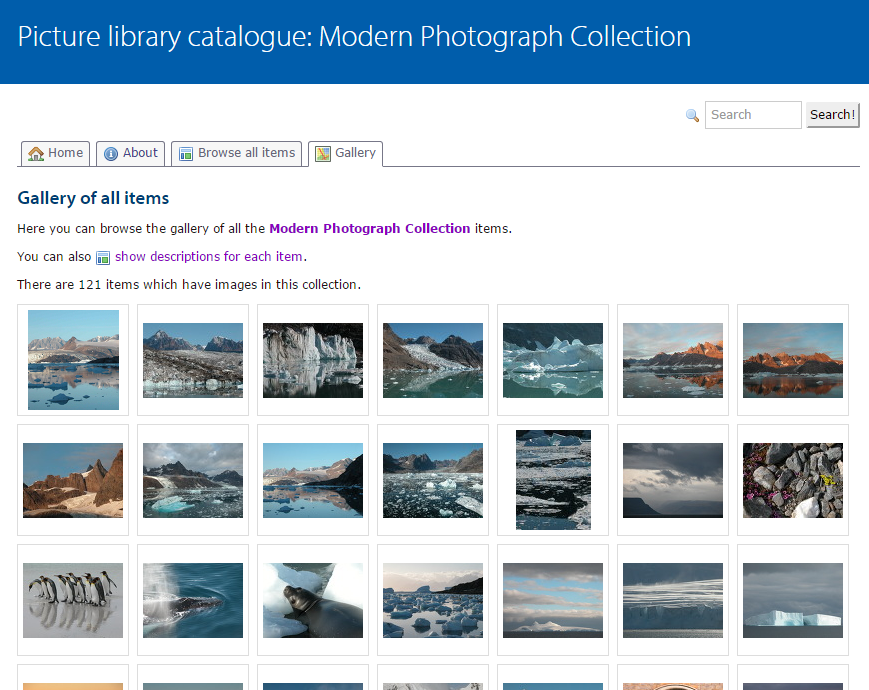 Picture library catalogue: Modern Photograph Collection
Search Search!
Home About Browse all items Gallery
Gallery of all items
Here you can browse the gallery of all the Modern Photograph Collection items.
You can also show descriptions for each item.
There are 121 items which have images in this collection.